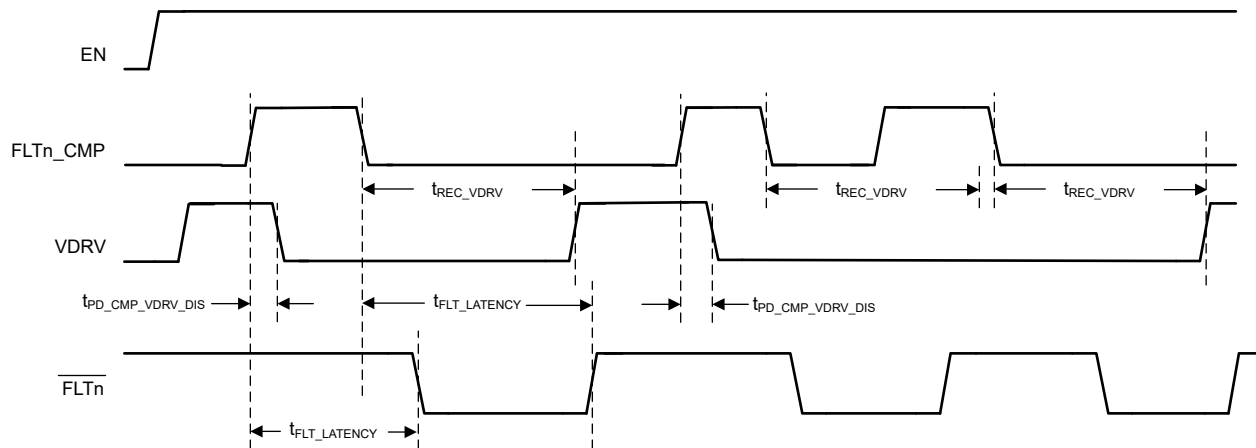 EN
FLTn_CMP
tREC_VDRV
tREC_VDRV
tREC_VDRV
VDRV
tPD_CMP_VDRV_DIS
tFLT_LATENCY
tPD_CMP_VDRV_DIS
FLTn
tFLT_LATENCY